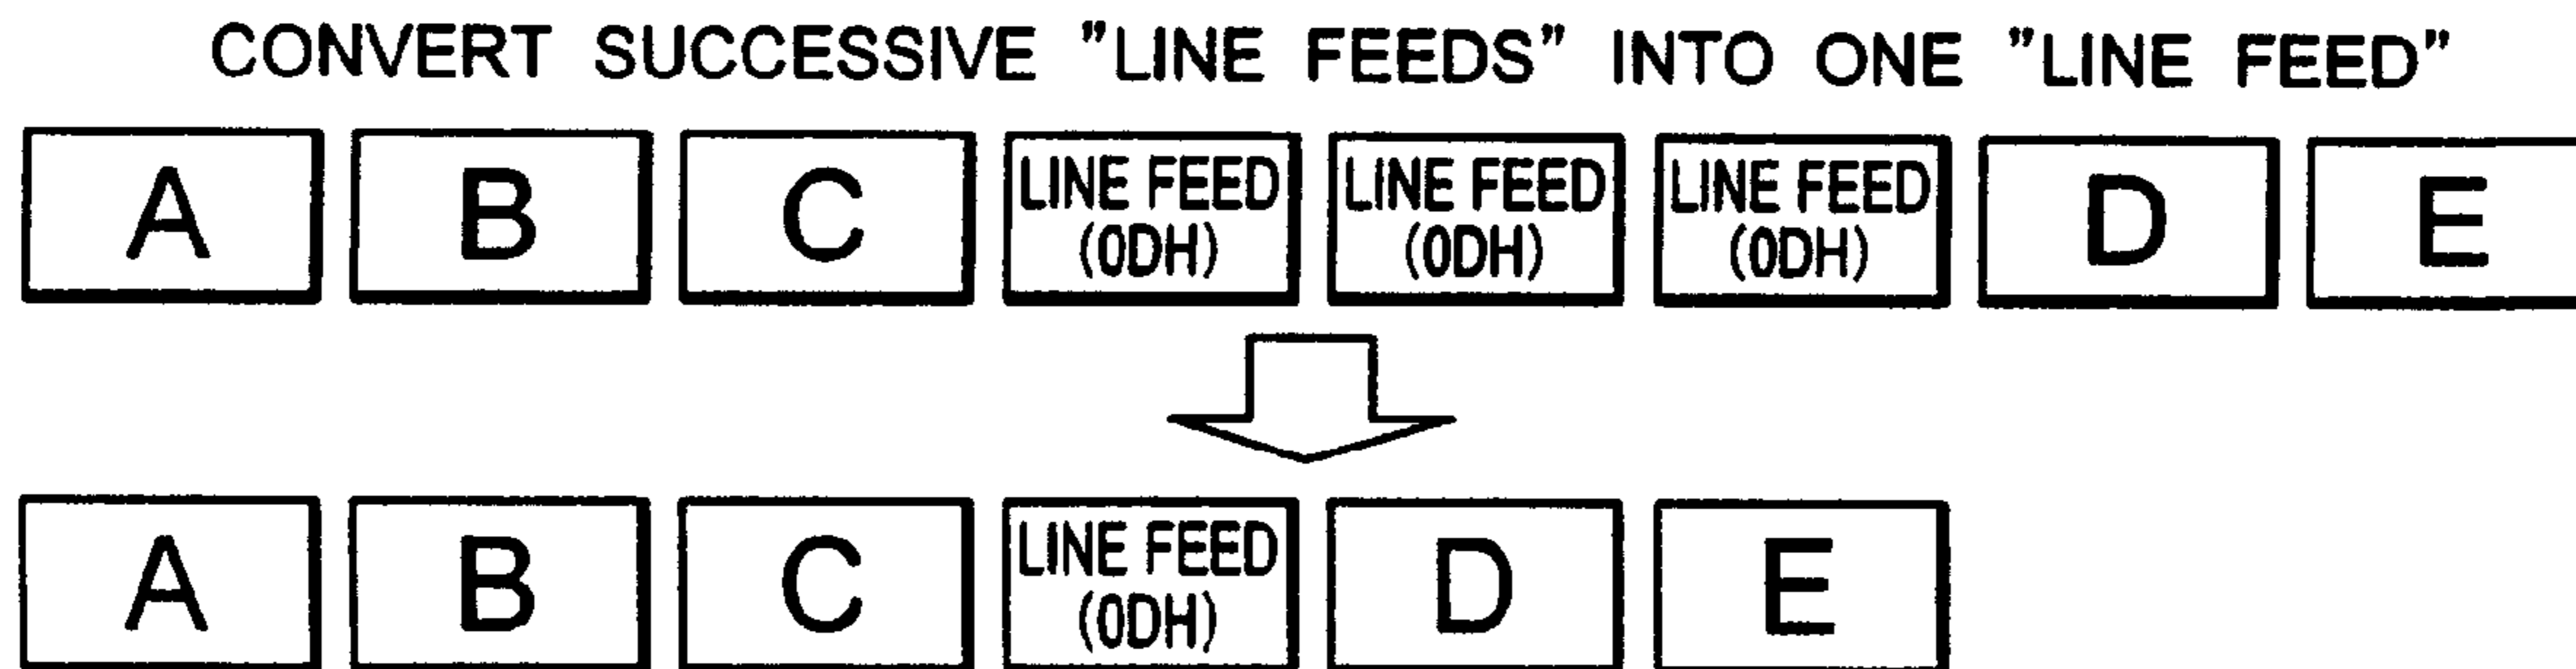 CONVERT SUCCESSIVE "LINE FEEDS" INTO ONE "LINE FEED"
A B C LINE FEED (0DH) LINE FEED (0DH) LINE FEED (0DH) D E
A B C LINE FEED (0DH) D E